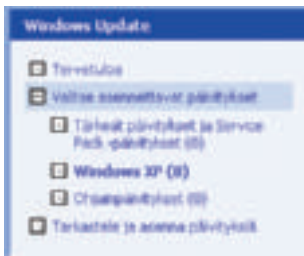 Windows Update
Tervetuloa
Valitse asennettavat päivitykset
Tärkeät päivitykset ja Service
Pack -päivitykset (0)
Windows XP (0)
Ohjainpäivitykset (0)
Tarkastele ja asenna päivityksiä